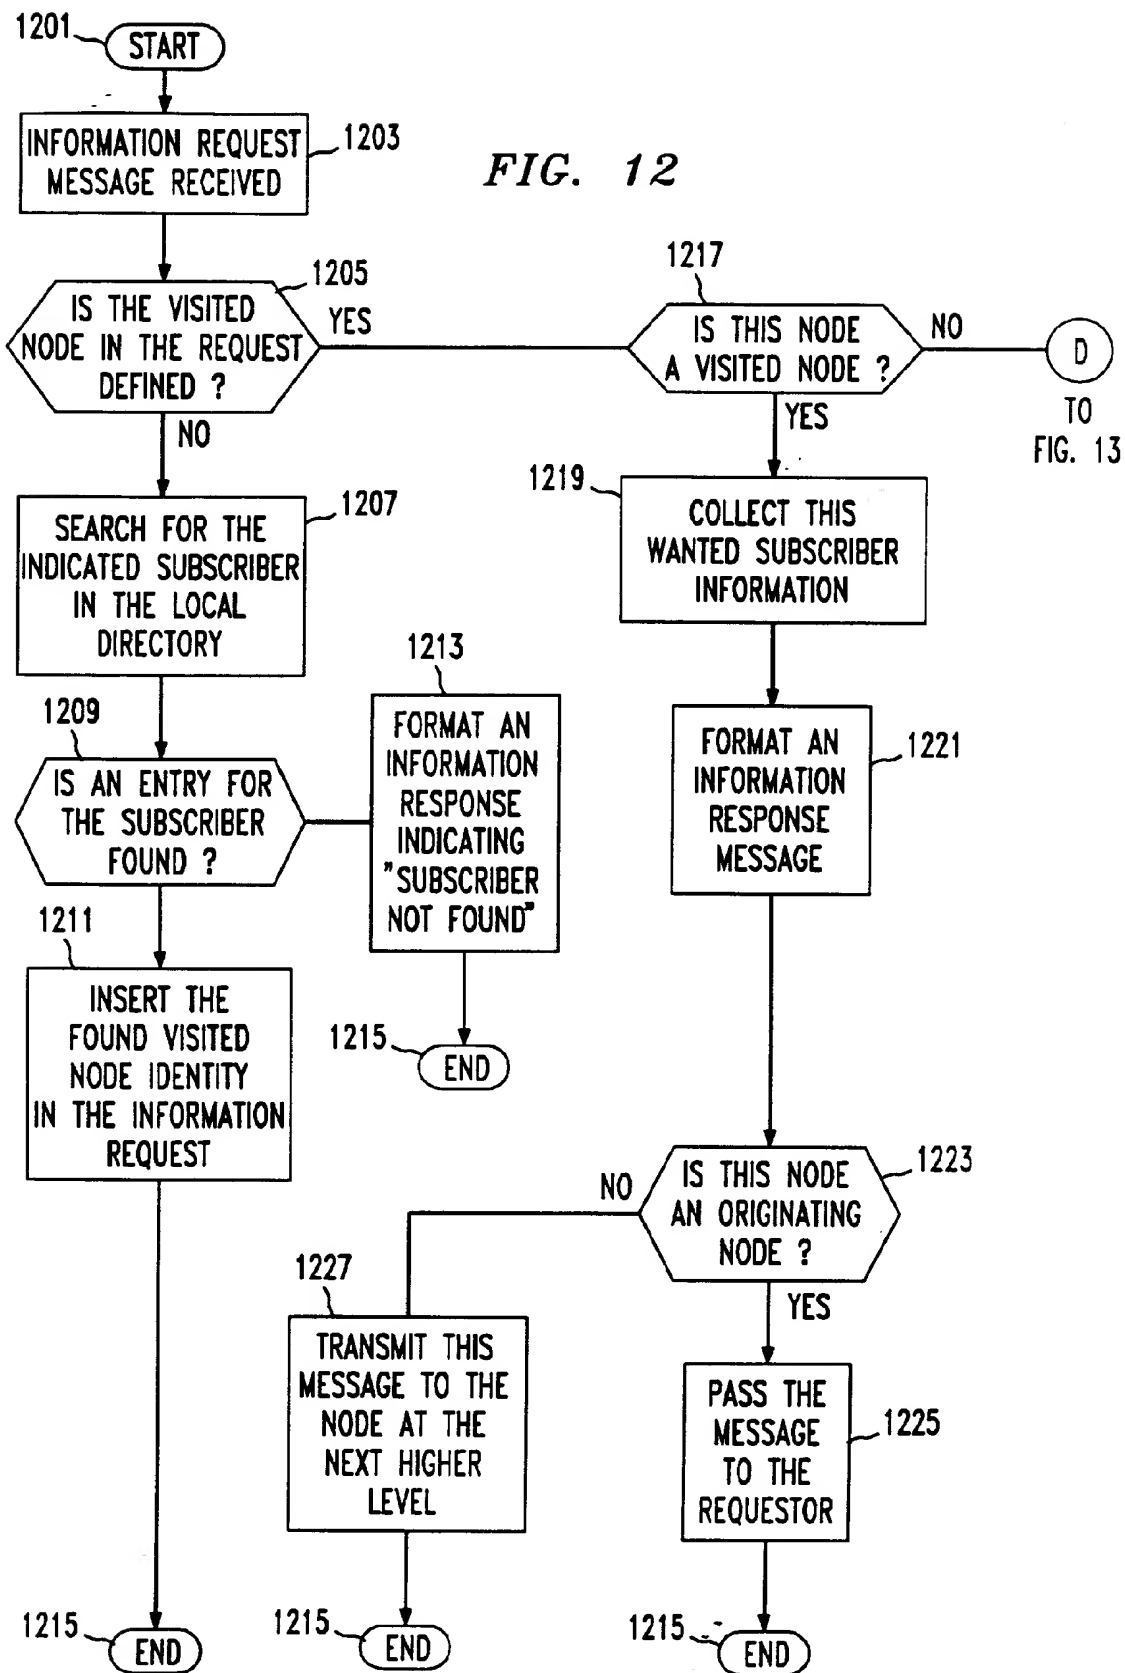 1201
START
INFORMATION REQUEST
MESSAGE RECEIVED
1203
FIG. 12
1205
IS THE VISITED
NODE IN THE REQUEST
DEFINED ?
YES
NO
1217
IS THIS NODE
A VISITED NODE ?
NO
D
TO
FIG. 13
YES
1207
SEARCH FOR THE
INDICATED SUBSCRIBER
IN THE LOCAL
DIRECTORY
1219
COLLECT THIS
WANTED SUBSCRIBER
INFORMATION
1209
IS AN ENTRY FOR
THE SUBSCRIBER
FOUND ?
1213
FORMAT AN
INFORMATION
RESPONSE
INDICATING
"SUBSCRIBER
NOT FOUND"
1215
END
1221
FORMAT AN
INFORMATION
RESPONSE
MESSAGE
1211
INSERT THE
FOUND VISITED
NODE IDENTITY
IN THE INFORMATION
REQUEST
1215
END
1223
IS THIS NODE
AN ORIGINATING
NODE ?
NO
YES
1227
TRANSMIT THIS
MESSAGE TO THE
NODE AT THE
NEXT HIGHER
LEVEL
1215
END
PASS THE
MESSAGE
TO THE
REQUESTOR
1225
1215
END